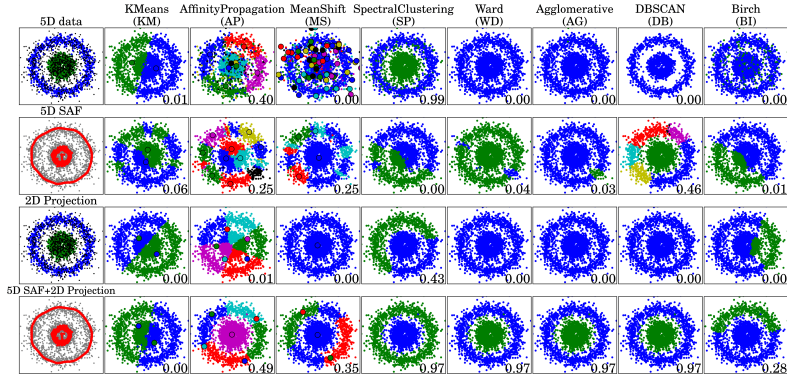 KMeans AffinityPropagation MeanShift SpectralClustering Ward Agglomerative DBSCAN Birch
5D data (KM) (AP) (MS) (SP) (WD) (AG) (DB) (BI)
0.01 0.40 0.00 0.99 0.00 0.00 0.00 0.00
5D SAF
0.06 0.25 0.25 0.00 0.04 0.03 0.46 0.01
2D Projection
0.00 0.01 0.00 0.43 0.00 0.00 0.00 0.00
5D SAF+2D Projection
0.00 0.49 0.35 0.97 0.97 0.97 0.97 0.28